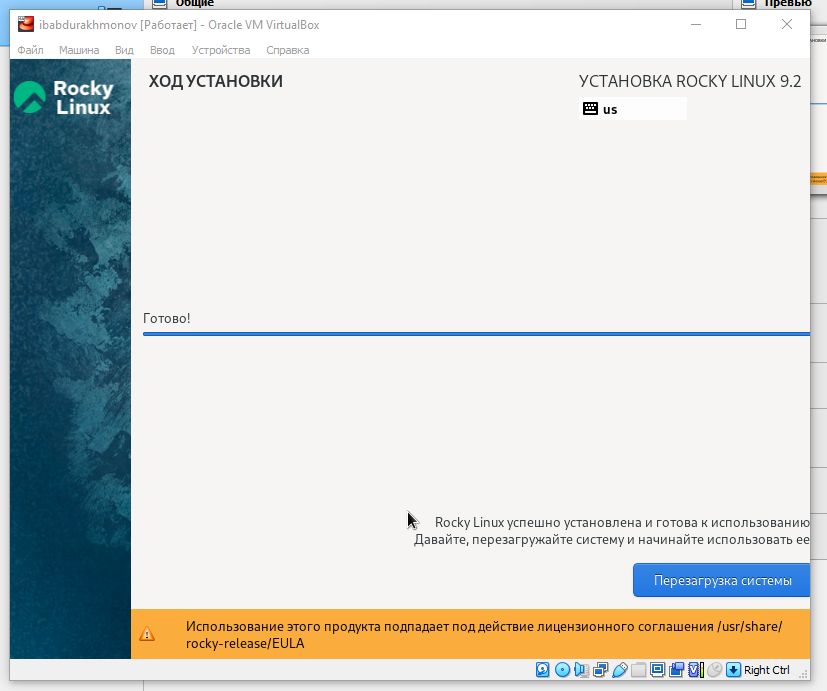 Общие
Превью
ibabdurakhmonov [Работает] - Oracle VM VirtualBox
Файл Машина Вид Ввод Устройства Справка
Rocky
Linux
ХОД УСТАНОВКИ
УСТАНОВКА ROCKY LINUX 9.2
us
Готово!
Rocky Linux успешно установлена и готова к использованию
Давайте, перезагружайте систему и начинайте использовать ее
Перезагрузка системы
Использование этого продукта подпадает под действие лицензионного соглашения /usr/share/
rocky-release/EULA
Right Ctrl